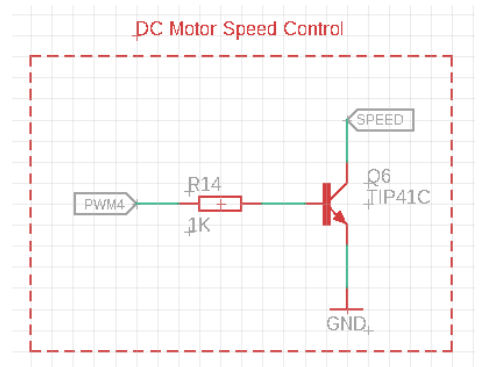 DC Motor Speed Control
SPEED
Q6
TIP41C
R14
PWM4
1K
GND